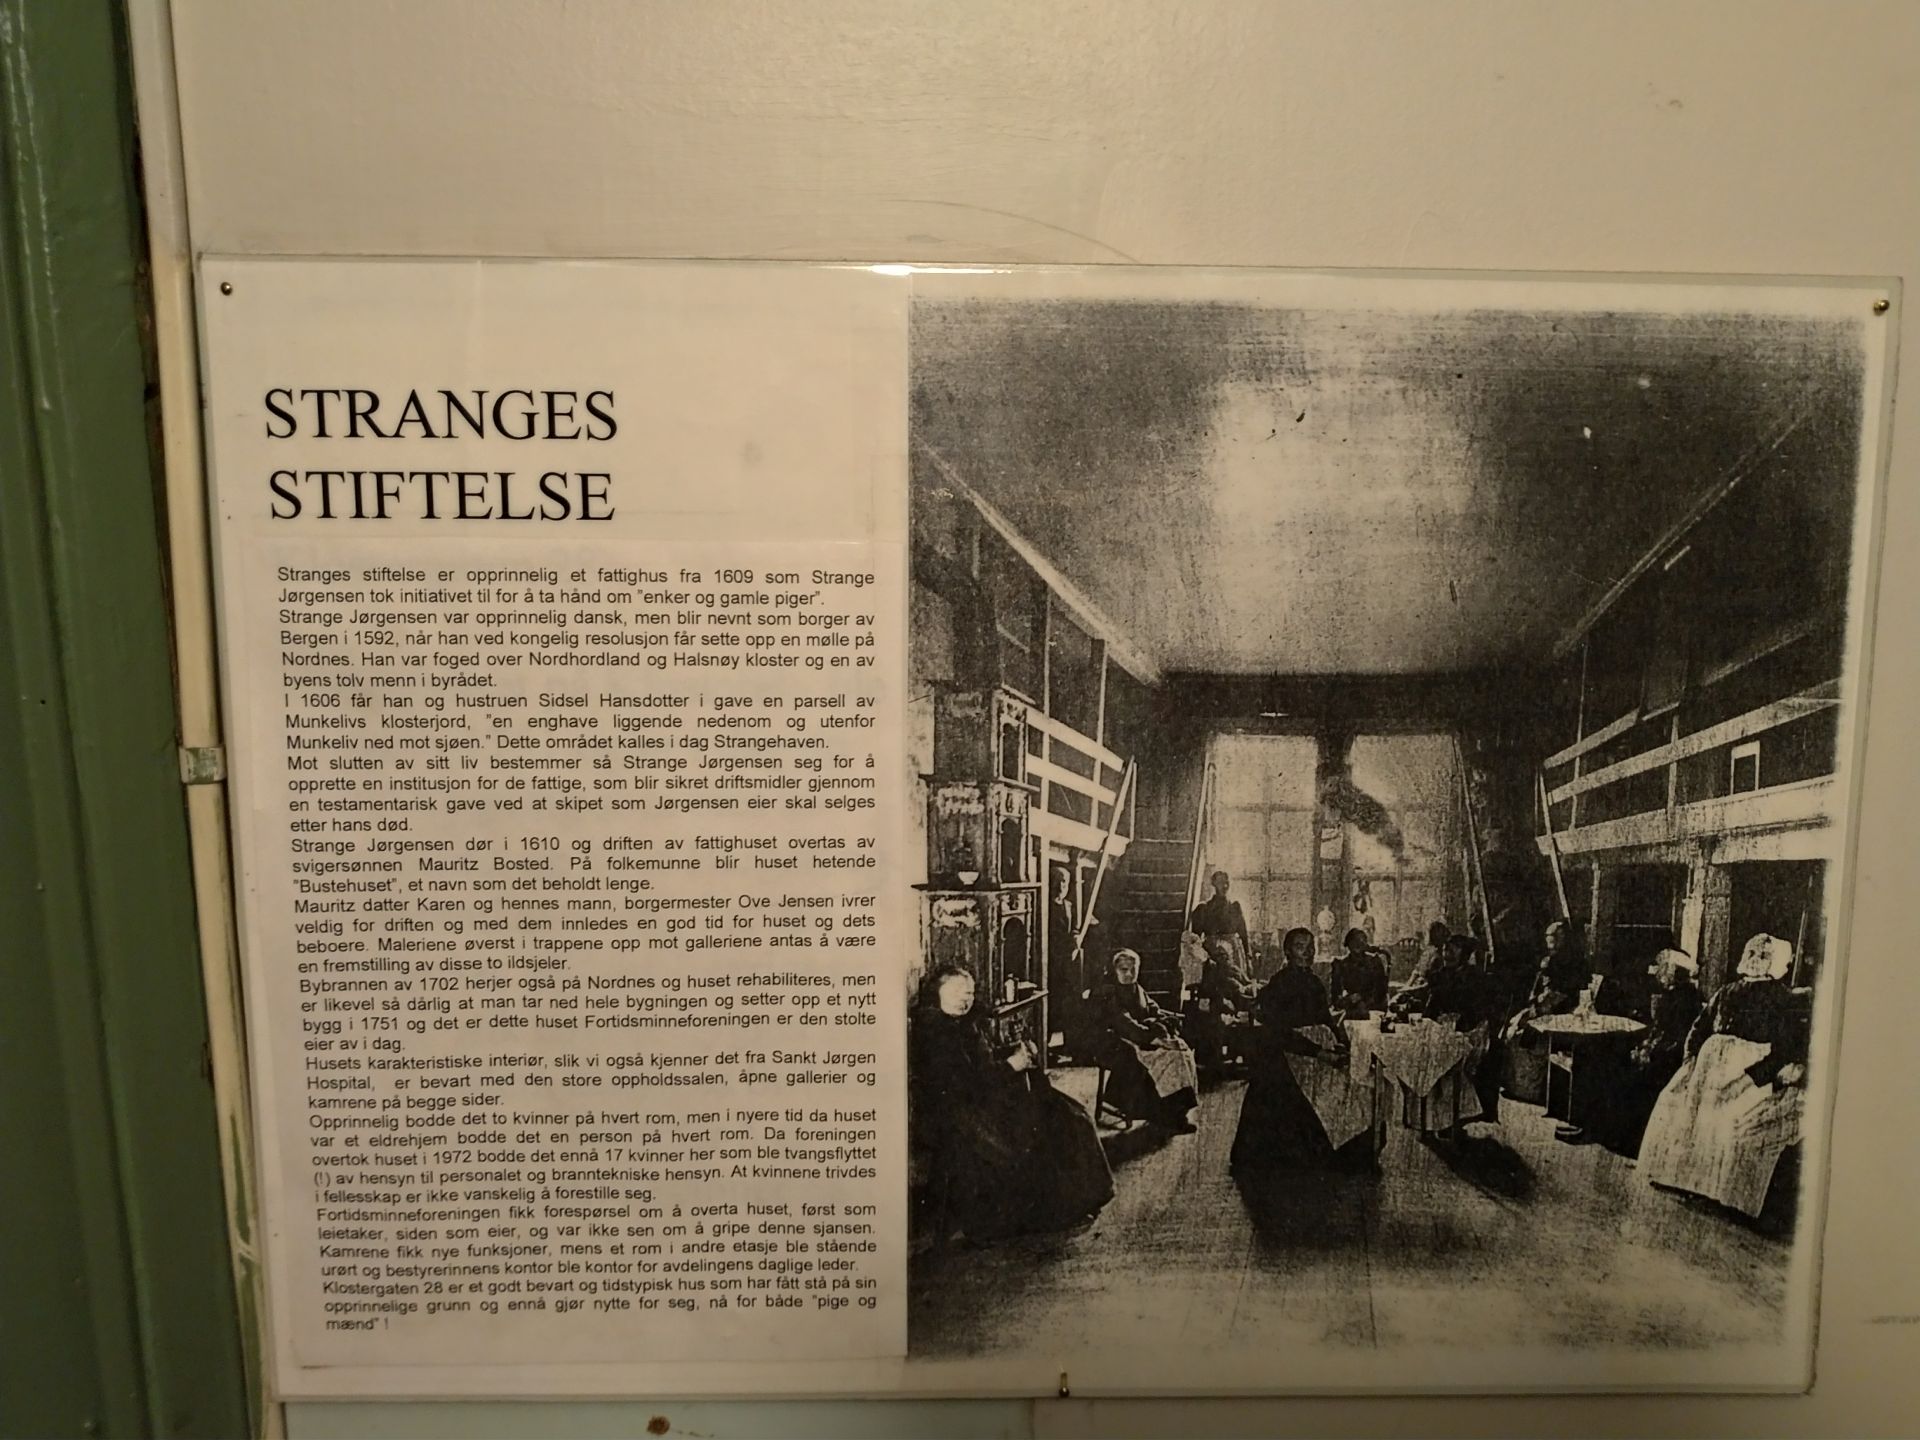 STRANGES
STIFTELSE
Stranges stiftelse er opprinnelig et fattighus fra 1609 som Strange
Jørgensen tok initiativet til for å ta hånd om "enker og gamle piger".
Strange Jørgensen var opprinnelig dansk, men blir nevnt som borger av
Bergen i 1592, når han ved kongelig resolusjon får sette opp en mølle på
Nordnes. Han var foged over Nordhordland og Halsnøy kloster og en av
byens tolv menn i byrådet.
I 1606 får han og hustruen Sidsel Hansdotter i gave en parsell av
Munkelivs klosterjord, "en enghave liggende nedenom og utenfor
Munkeliv ned mot sjøen." Dette området kalles i dag Strangehaven.
Mot slutten av sitt liv bestemmer så Strange Jørgensen seg for å
opprette en institusjon for de fattige, som blir sikret driftsmidler gjennom
en testamentarisk gave ved at skipet som Jørgensen eier skal selges
etter hans død.
Strange Jørgensen dør i 1610 og driften av fattighuset overtas av
svigersønnen Mauritz Bosted. På folkemunne blir huset hetende
"Bustehuset", et navn som det beholdt lenge.
Mauritz datter Karen og hennes mann, borgermester Ove Jensen ivrer
veldig for driften og med dem innledes en god tid for huset og dets
beboere. Maleriene øverst i trappene opp mot galleriene antas å være
en fremstilling av disse to ildsjeler.
Bybrannen av 1702 herjer også på Nordnes og huset rehabiliteres, men
er likevel så dårlig at man tar ned hele bygningen og setter opp et nytt
bygg i 1751 og det er dette huset Fortidsminneforeningen er den stolte
eier av i dag.
Husets karakteristiske interiør, slik vi også kjenner det fra Sankt Jørgen
Hospital, er bevart med den store oppholdssalen, åpne gallerier og
kamrene på begge sider.
Opprinnelig bodde det to kvinner på hvert rom, men i nyere tid da huset
var et eldrehjem bodde det en person på hvert rom. Da foreningen
overtok huset i 1972 bodde det ennå 17 kvinner her som ble tvangsflyttet
(!) av hensyn til personalet og branntekniske hensyn. At kvinnene trivdes
i fellesskap er ikke vanskelig å forestille seg.
Fortidsminneforeningen fikk forespørsel om å overta huset, først som
leietaker, siden som eier, og var ikke sen om å gripe denne sjansen.
Kamrene fikk nye funksjoner, mens et rom i andre etasje ble stående
urørt og bestyrerinnens kontor ble kontor for avdelingens daglige leder.
Klostergaten 28 er et godt bevart og tidstypisk hus som har fått stå på sin
opprinnelige grunn og ennå gjør nytte for seg, nå for både "pige og
mænd" !